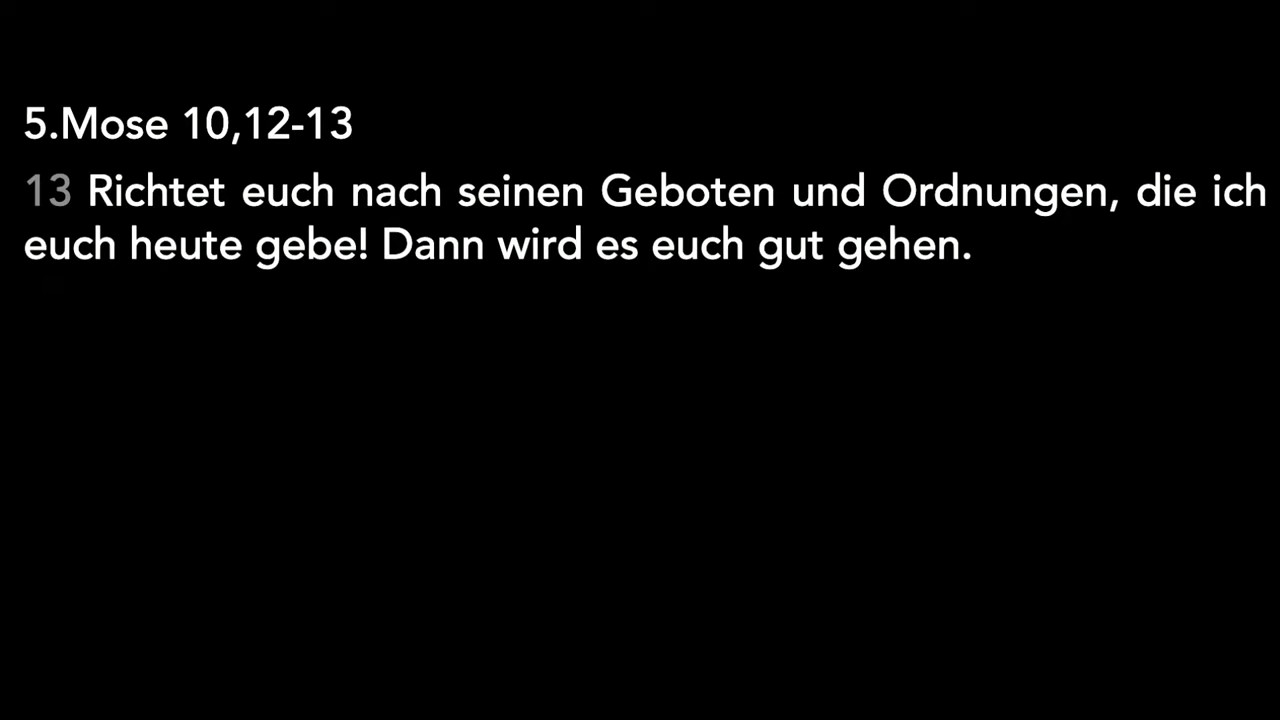 5.Mose 10,12-13
13 Richtet euch nach seinen Geboten und Ordnungen, die ich
euch heute gebe! Dann wird es euch gut gehen.